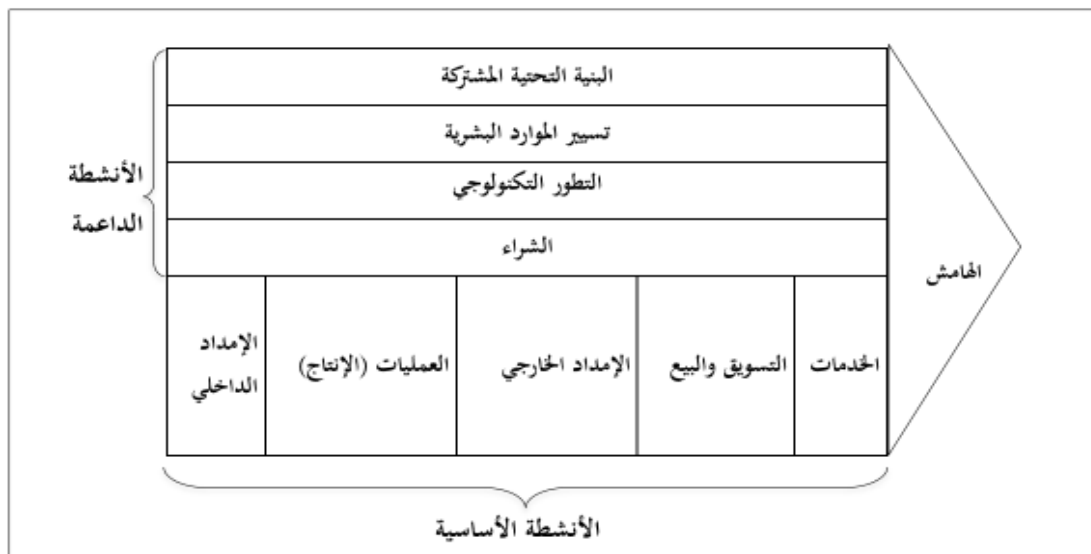 البنية التحتية المشتركة
تسيير الموارد البشرية
التطور التكنولوجي
الشراء
الأنشطة
الداعمة
الهامش
الإمداد
الداخلي
العمليات (الإنتاج)
الإمداد الخارجي
التسويق والبيع
الخدمات
الأنشطة الأساسية